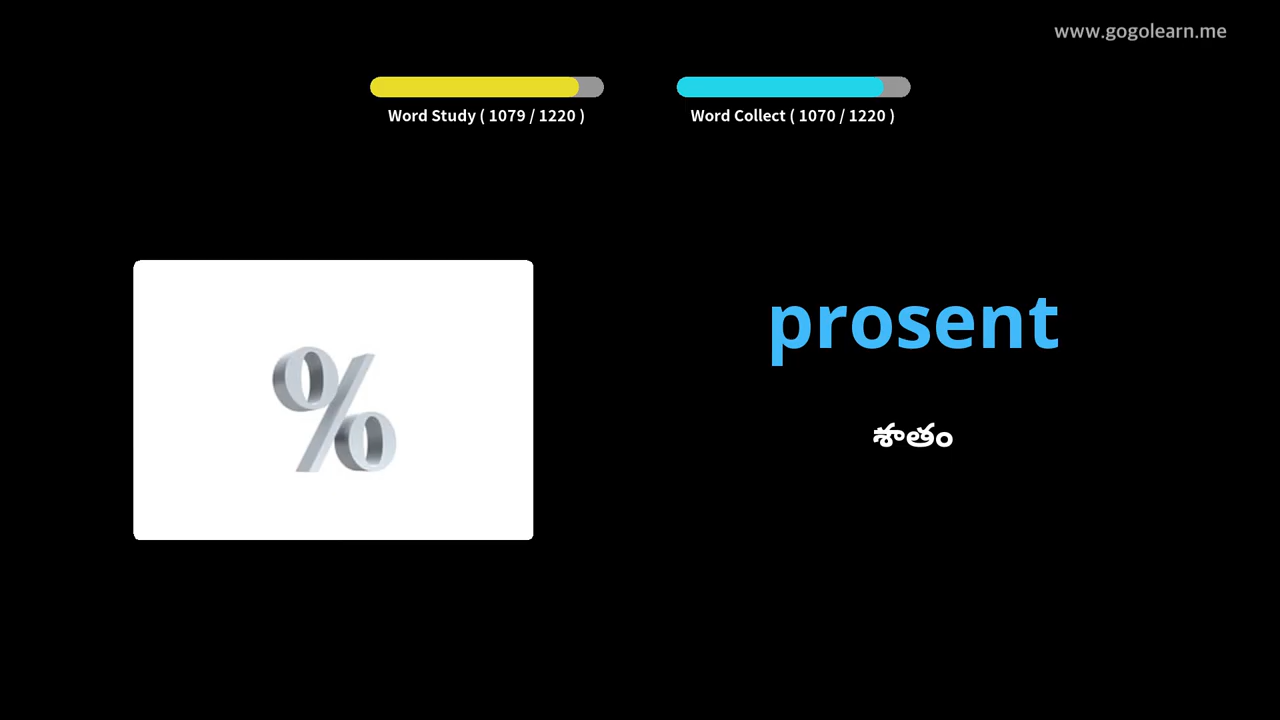 www.gogolearn.me
Word Study ( 1079 / 1220 )
Word Collect ( 1070 / 1220 )
%
prosent
శాతం